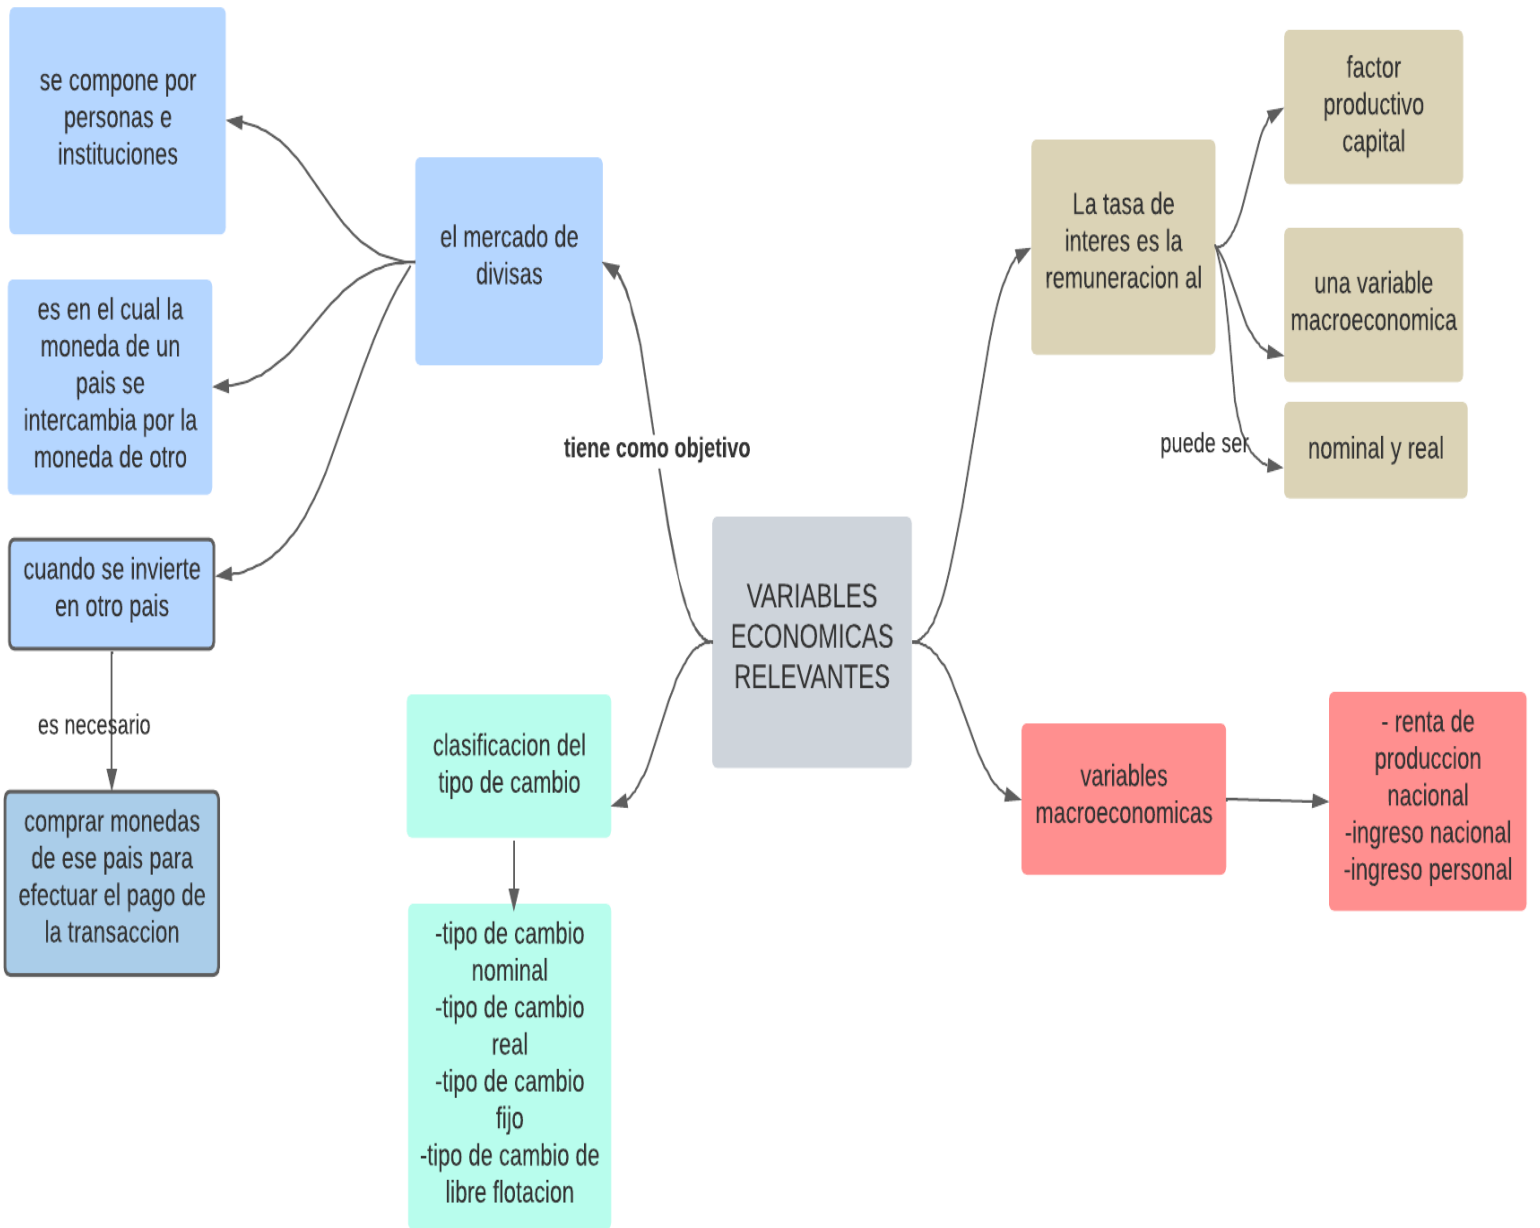 se compone por
personas e
instituciones
es en el cual la
moneda de un
pais se
intercambia por la
moneda de otro
cuando se invierte
en otro pais
es necesario
comprar monedas
de ese pais para
efectuar el pago de
la transaccion
el mercado de
divisas
tiene como objetivo
VARIABLES
ECONOMICAS
RELEVANTES
clasificacion del
tipo de cambio
-tipo de cambio
nominal
-tipo de cambio
real
-tipo de cambio
fijo
-tipo de cambio de
libre flotacion
La tasa de
interes es la
remuneracion al
factor
productivo
capital
una variable
macroeconomica
puede ser
nominal y real
variables
macroeconomicas
- renta de
produccion
nacional
-ingreso nacional
-ingreso personal